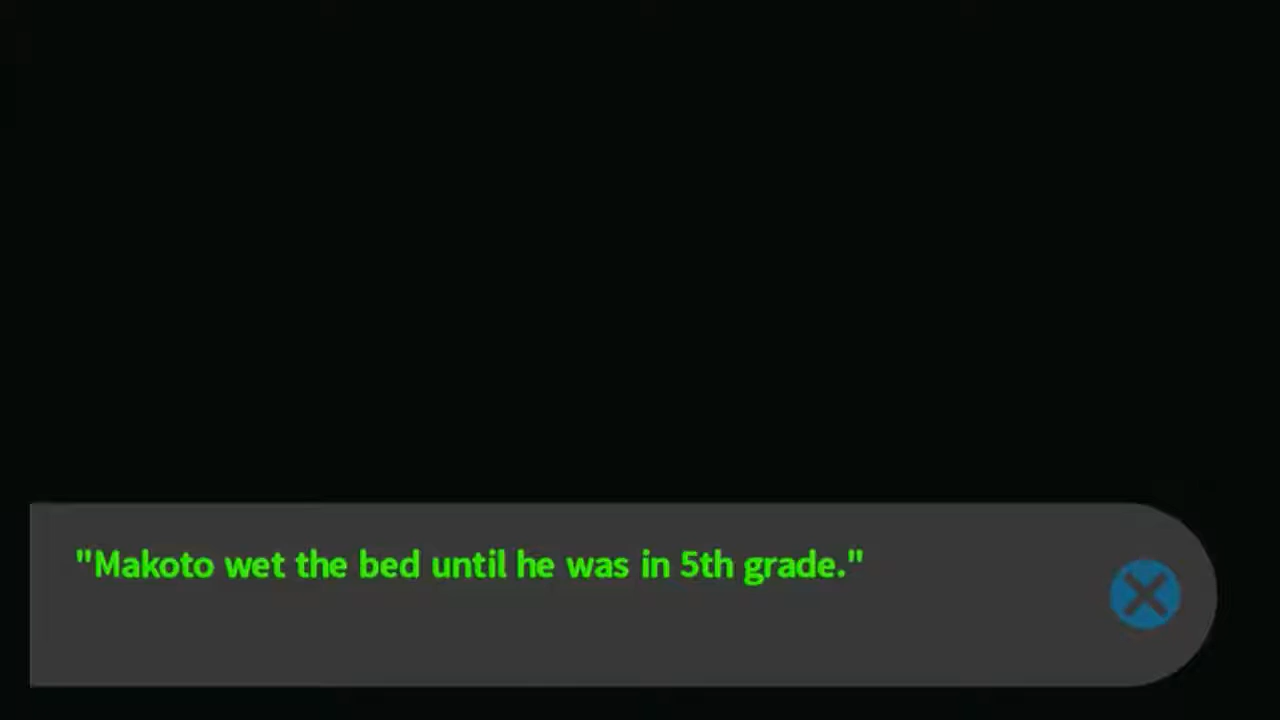 "Makoto wet the bed until he was in 5th grade."